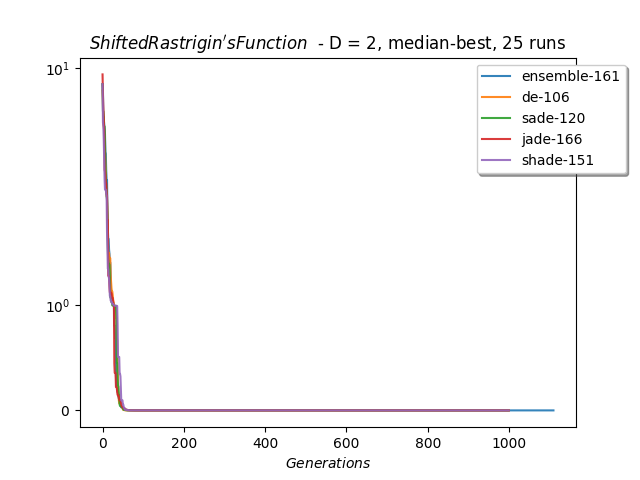 ShiftedRastrigin'sFunction - D = 2, median-best, 25 runs
10¹
10⁰
0
ensemble-161
de-106
sade-120
jade-166
shade-151
0 200 400 600 800 1000
Generations